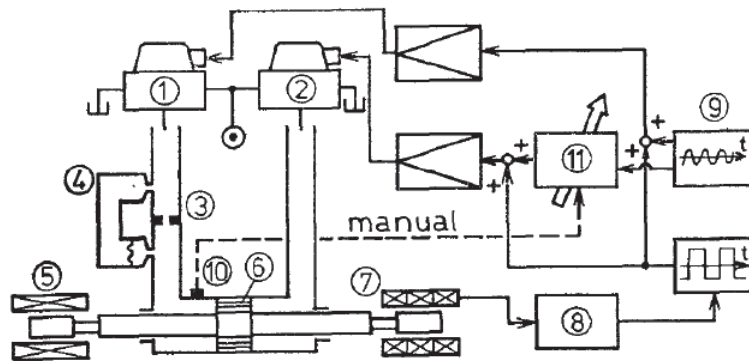 ① ② + ⑨
+ + t
④ ③ + ⑪
+
manual
⑤ ⑩ ⑥ ⑦ t
⑧